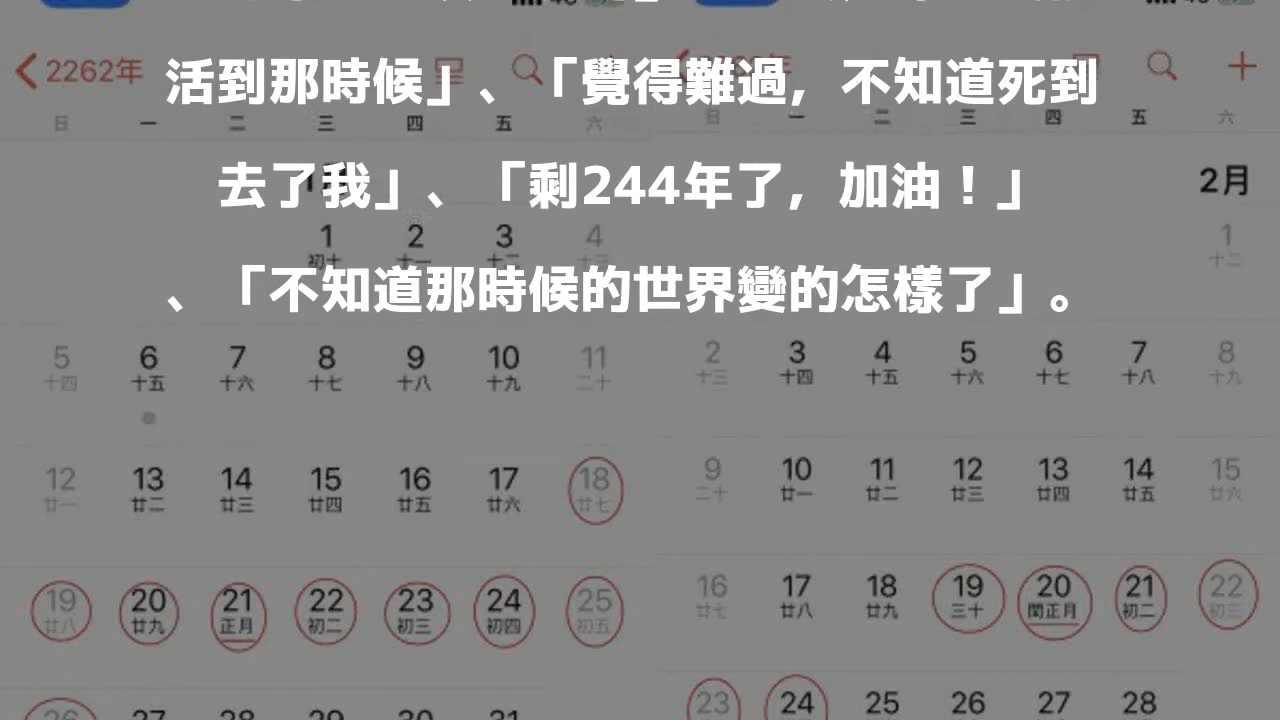 2262年
活到那時候」、「覺得難過，不知道死到
日 一 二 三 四 五 六
日 一 二 三 四 五 六
去了我」、「剩244年了，加油！」
2月
1 2 3 4
初十 十一 十二 十三
1
十二
、「不知道那時候的世界變的怎樣了」。
5 6 7 8 9 10 11
十四 十五 十六 十七 十八 十九 二十
2 3 4 5 6 7 8
十三 十四 十五 十六 十七 十八 十九
12 13 14 15 16 17 18
廿一 廿二 廿三 廿四 廿五 廿六 廿七
9 10 11 12 13 14 15
二十 廿一 廿二 廿三 廿四 廿五 廿六
19 20 21 22 23 24 25
廿八 廿九 正月 初二 初三 初四 初五
16 17 18 19 20 21 22
廿七 廿八 廿九 三十 閏正月 初二 初三
26 27 28 29 30 31
23 24 25 26 27 28